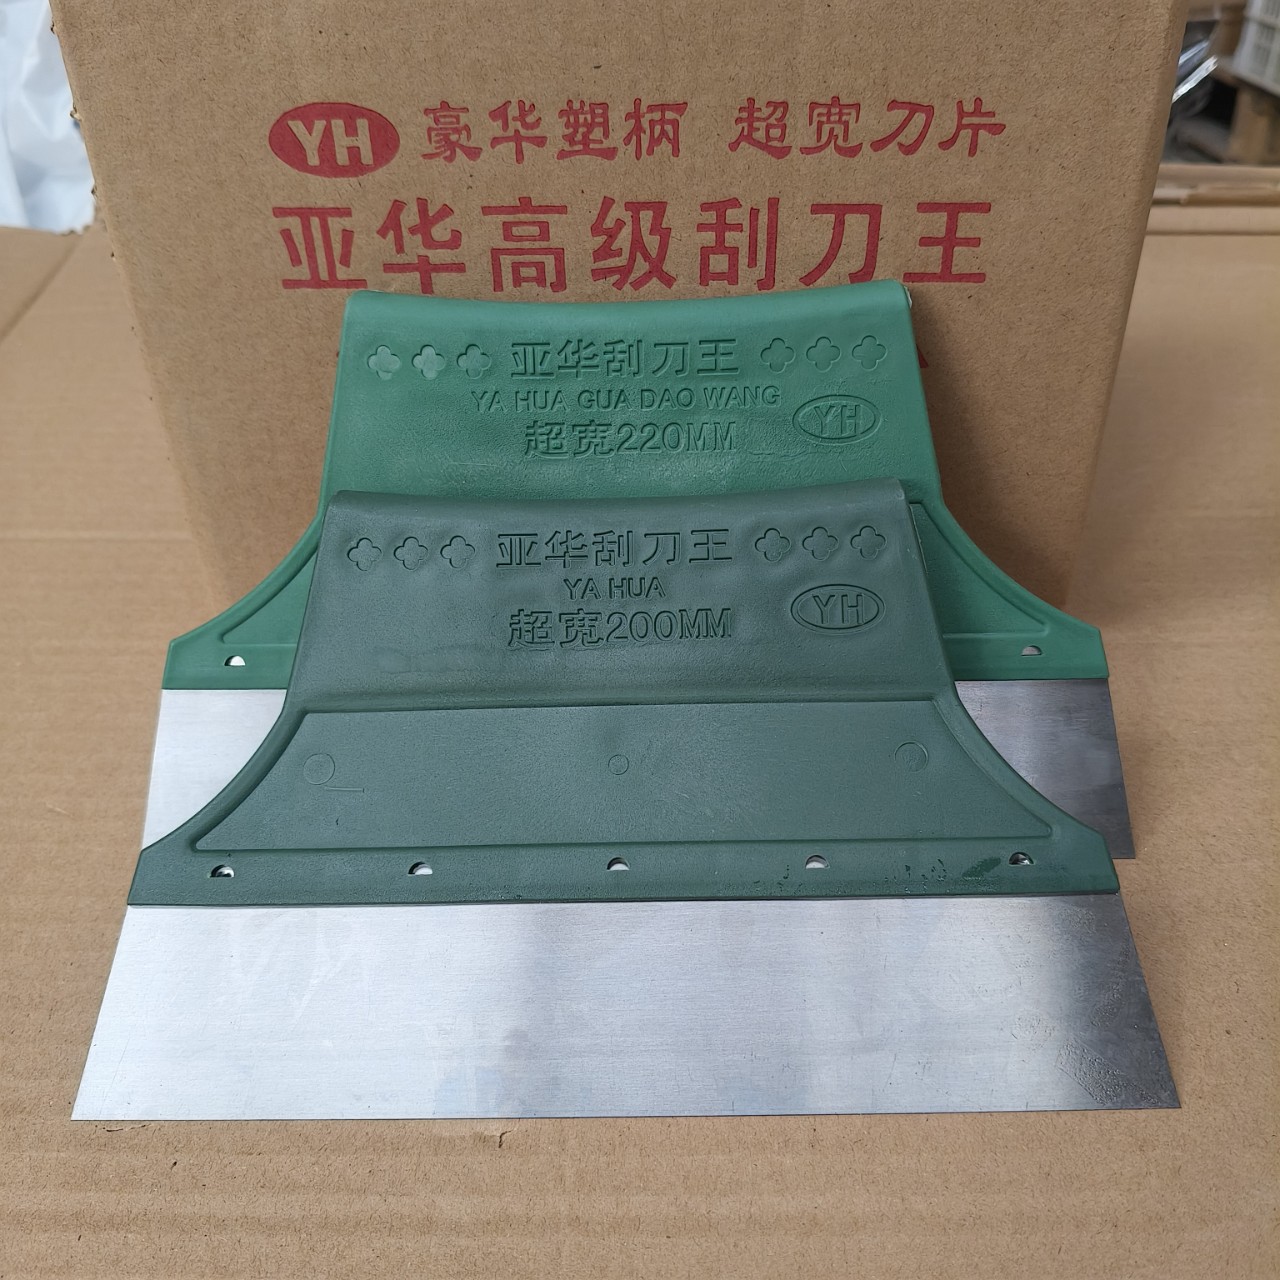 YH 豪华塑柄 超宽刀片
亚华高级刮刀王
亚华刮刀王
YA HUA GUA DAO WANG
超宽220MM YH
亚华刮刀王
YA HUA
超宽200MM YH